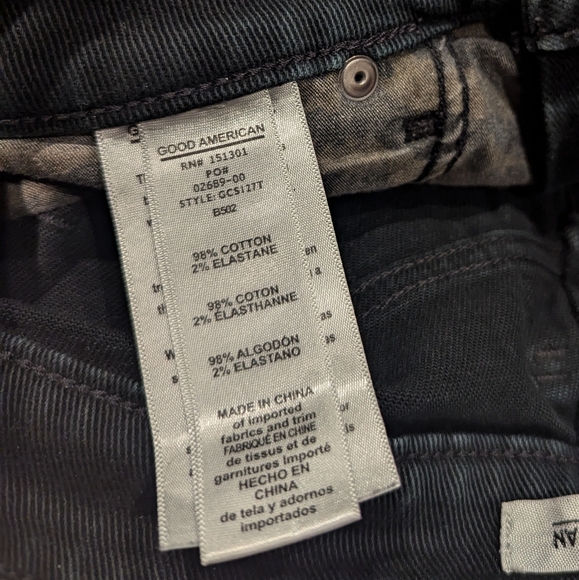 GOOD AMERICAN
RN# 151301
PO#
02689-00
STYLE: GCS127T
B502
98% COTTON
2% ELASTANE
98% COTON
2% ELASTHANNE
98% ALGODÓN
2% ELASTANO
MADE IN CHINA
of imported
fabrics and trim
FABRIQUÉ EN CHINE
de tissus et de
garnitures importé
HECHO EN
CHINA
de tela y adornos
importados